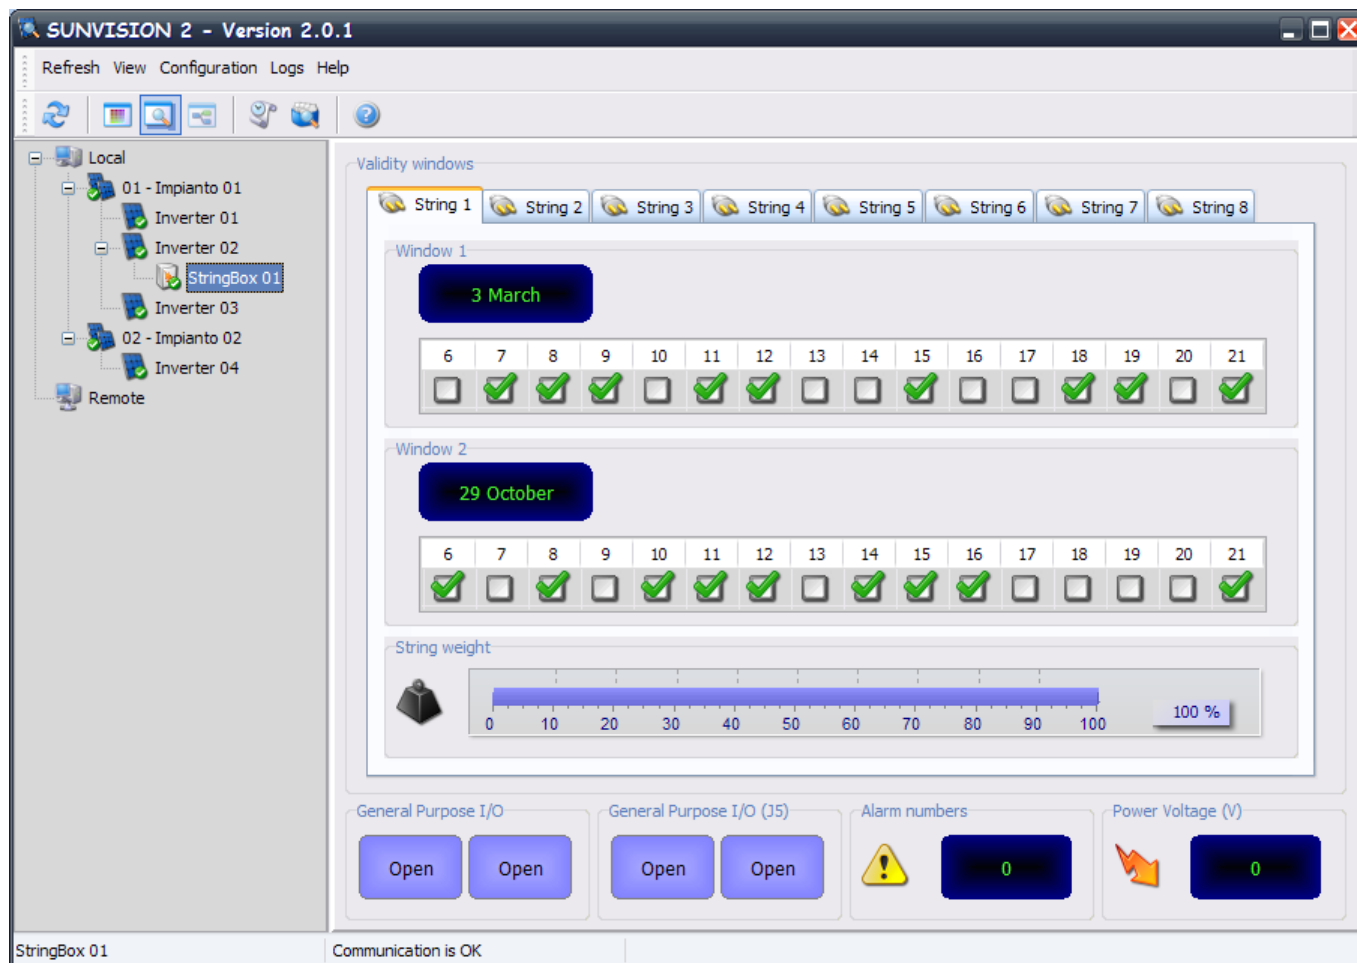 SUNVISION 2 - Version 2.0.1
Refresh View Configuration Logs Help
Local
01 - Impianto 01
Inverter 01
Inverter 02
StringBox 01
Inverter 03
02 - Impianto 02
Inverter 04
Remote
Validity windows
String 1 String 2 String 3 String 4 String 5 String 6 String 7 String 8
Window 1
3 March
6 7 8 9 10 11 12 13 14 15 16 17 18 19 20 21
Window 2
29 October
6 7 8 9 10 11 12 13 14 15 16 17 18 19 20 21
String weight
0 10 20 30 40 50 60 70 80 90 100
100 %
General Purpose I/O
Open Open
General Purpose I/O (J5)
Open Open
Alarm numbers
0
Power Voltage (V)
0
StringBox 01
Communication is OK